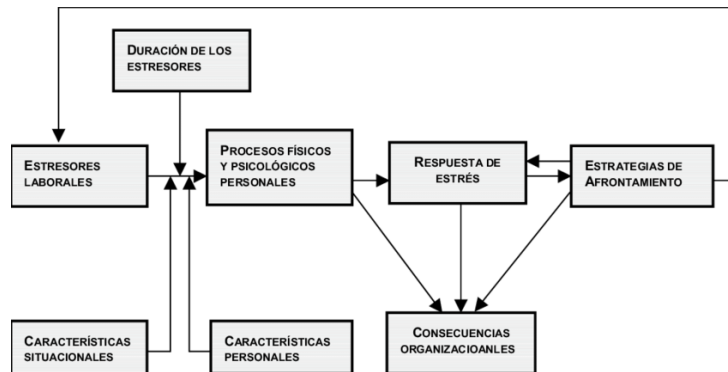 DURACIÓN DE LOS
ESTRESORES
ESTRESORES
LABORALES
PROCESOS FÍSICOS
Y PSICOLÓGICOS
PERSONALES
RESPUESTA DE
ESTRÉS
ESTRATEGIAS DE
AFRONTAMIENTO
CARACTERÍSTICAS
SITUACIONALES
CARACTERÍSTICAS
PERSONALES
CONSECUENCIAS
ORGANIZACIOANLES